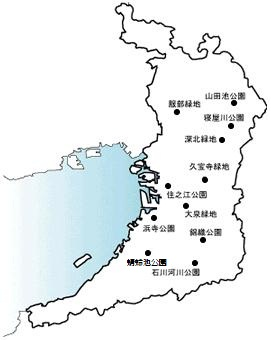 山田池公園
服部緑地
寝屋川公園
深北緑地
久宝寺緑地
住之江公園
大泉緑地
浜寺公園
錦織公園
蜻蛉池公園
石川河川公園